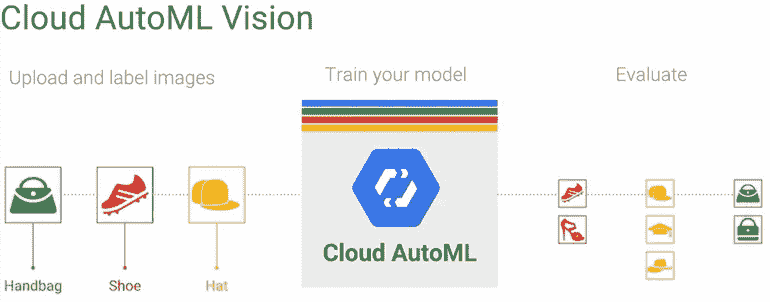 Cloud AutoML Vision
Upload and label images
Train your model
Evaluate
Cloud AutoML
Handbag
Shoe
Hat